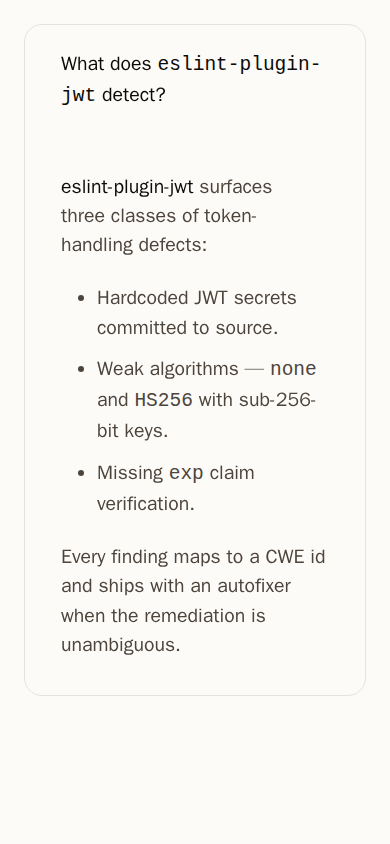 What does eslint-plugin-
jwt detect?
eslint-plugin-jwt surfaces
three classes of token-
handling defects:
• Hardcoded JWT secrets
committed to source.
• Weak algorithms — none
and HS256 with sub-256-
bit keys.
• Missing exp claim
verification.
Every finding maps to a CWE id
and ships with an autofixer
when the remediation is
unambiguous.